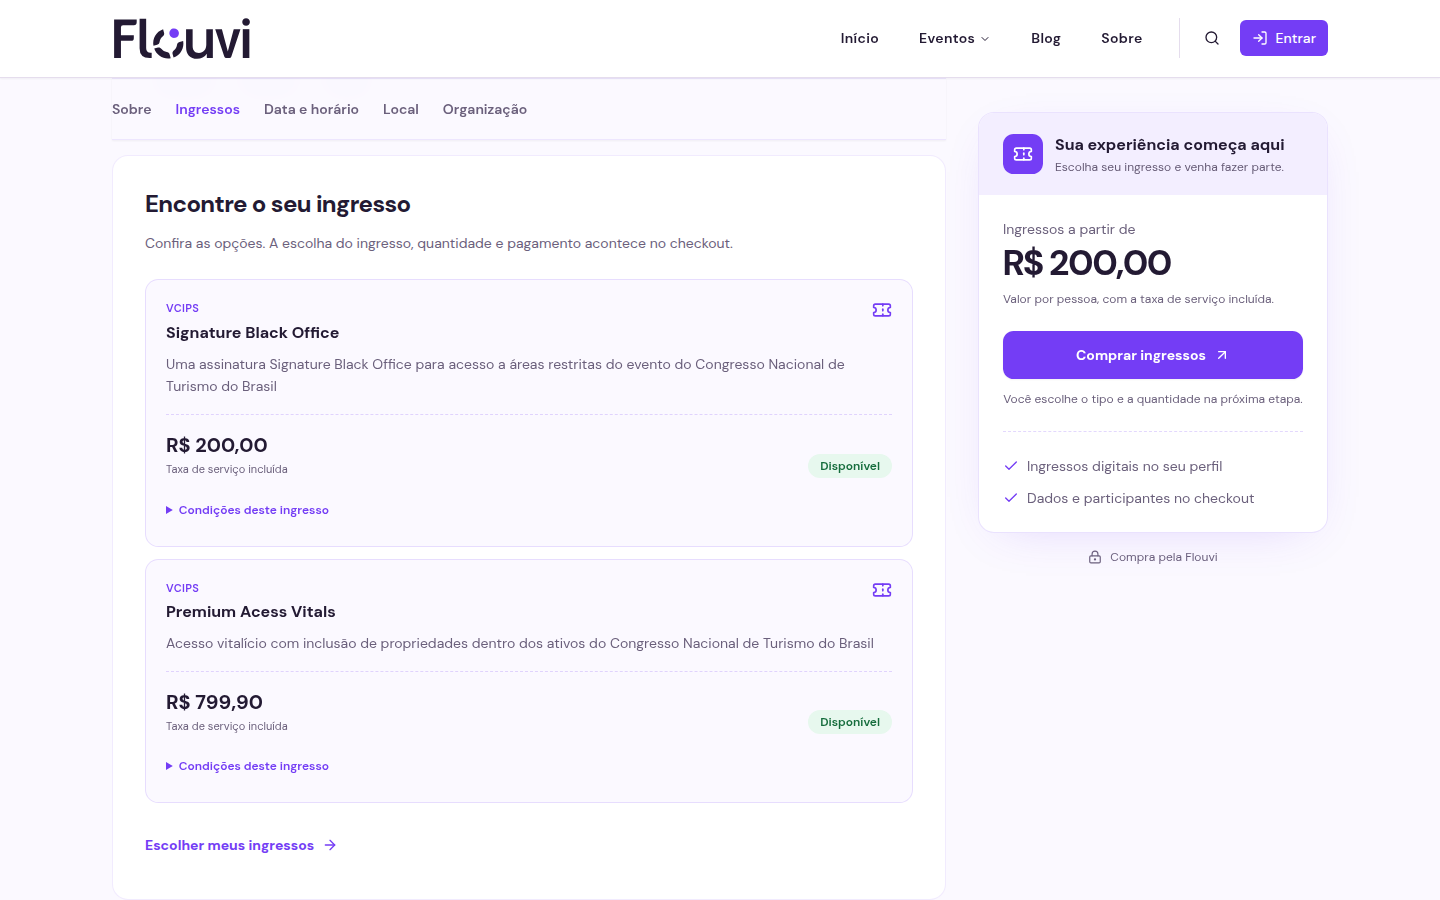 Flouvi
Início
Eventos
Blog
Sobre
Entrar
Sobre
Ingressos
Data e horário
Local
Organização
Encontre o seu ingresso
Confira as opções. A escolha do ingresso, quantidade e pagamento acontece no checkout.
VCIPS
Signature Black Office
Uma assinatura Signature Black Office para acesso a áreas restritas do evento do Congresso Nacional de
Turismo do Brasil
R$ 200,00
Taxa de serviço incluída
Disponível
Condições deste ingresso
VCIPS
Premium Acess Vitals
Acesso vitalício com inclusão de propriedades dentro dos ativos do Congresso Nacional de Turismo do Brasil
R$ 799,90
Taxa de serviço incluída
Disponível
Condições deste ingresso
Escolher meus ingressos
Sua experiência começa aqui
Escolha seu ingresso e venha fazer parte.
Ingressos a partir de
R$ 200,00
Valor por pessoa, com a taxa de serviço incluída.
Comprar ingressos
Você escolhe o tipo e a quantidade na próxima etapa.
Ingressos digitais no seu perfil
Dados e participantes no checkout
Compra pela Flouvi